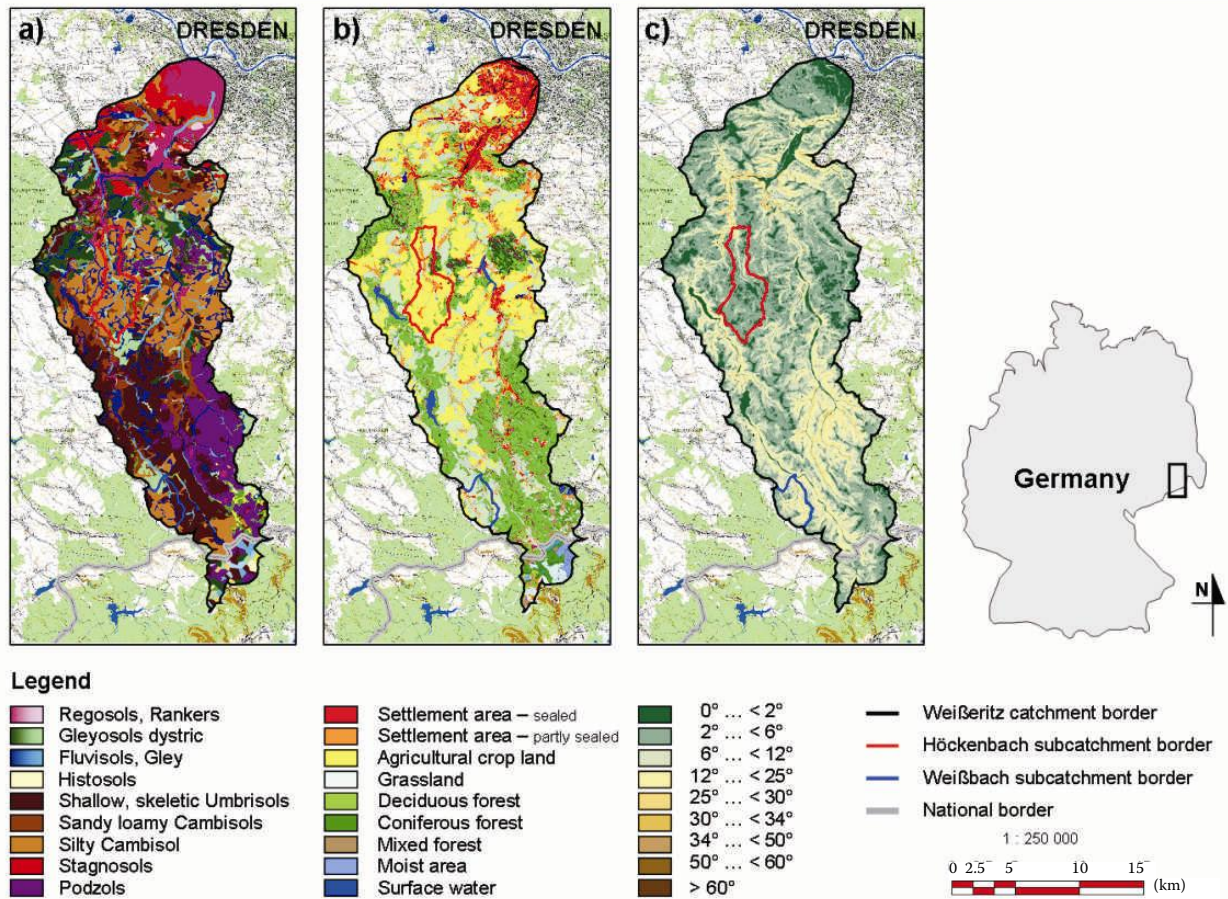 a) DRESDEN
b) DRESDEN
c) DRESDEN
Germany
N
Legend
Regosols, Rankers
Gleyosols dystric
Fluvisols, Gley
Histosols
Shallow, skeletic Umbrisols
Sandy loamy Cambisols
Silty Cambisol
Stagnosols
Podzols
Settlement area – sealed
Settlement area – partly sealed
Agricultural crop land
Grassland
Deciduous forest
Coniferous forest
Mixed forest
Moist area
Surface water
0° ... < 2°
2° ... < 6°
6° ... < 12°
12° ... < 25°
25° ... < 30°
30° ... < 34°
34° ... < 50°
50° ... < 60°
> 60°
Weißeritz catchment border
Höckenbach subcatchment border
Weißbach subcatchment border
National border
1 : 250 000
0 2.5 5 10 15
(km)